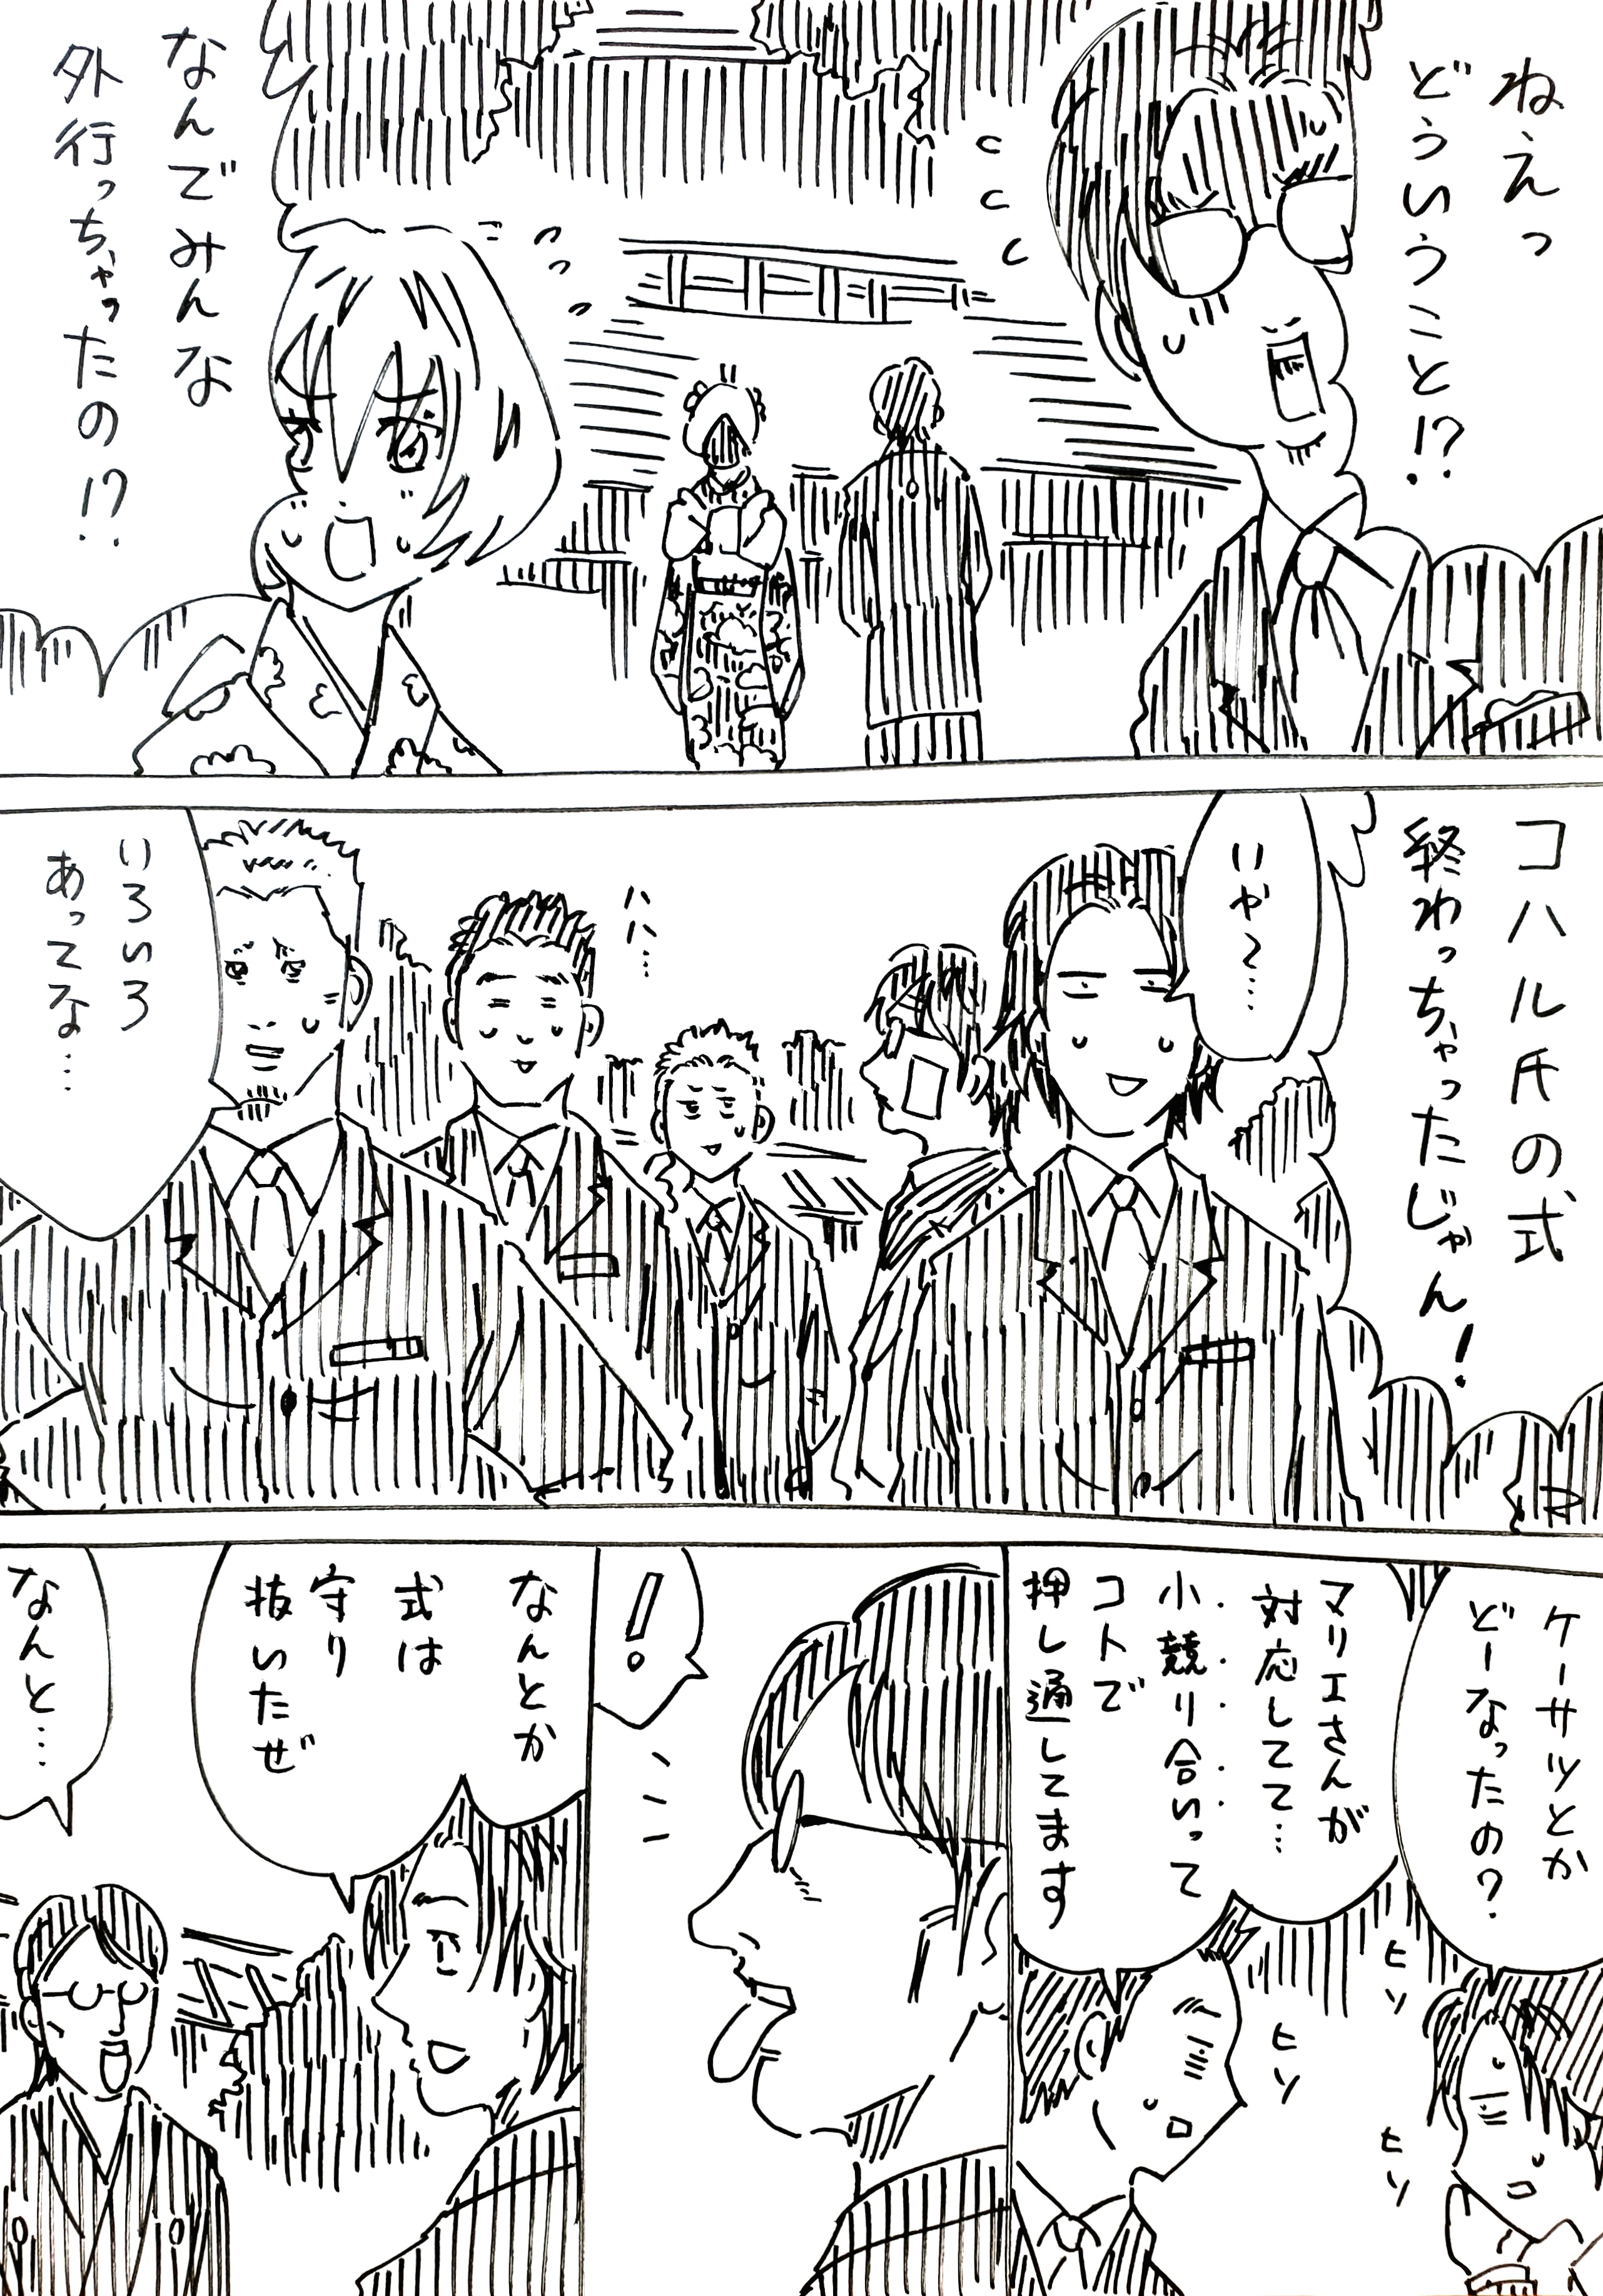 ねえっ
どういうこと!?
なんでみんな
外行っちゃったの!?
コハル氏の式
終わっちゃったじゃん!
いや〜…
ハハ…
いろいろ
あってな…
ケーサツとか
どーなったの?
マリエさんが
対応してて…
小競り合いって
コトで
押し通してます
ヒソ
ヒソ
ヒソ
!
なんとか
式は
守り
抜いたぜ
なんと…